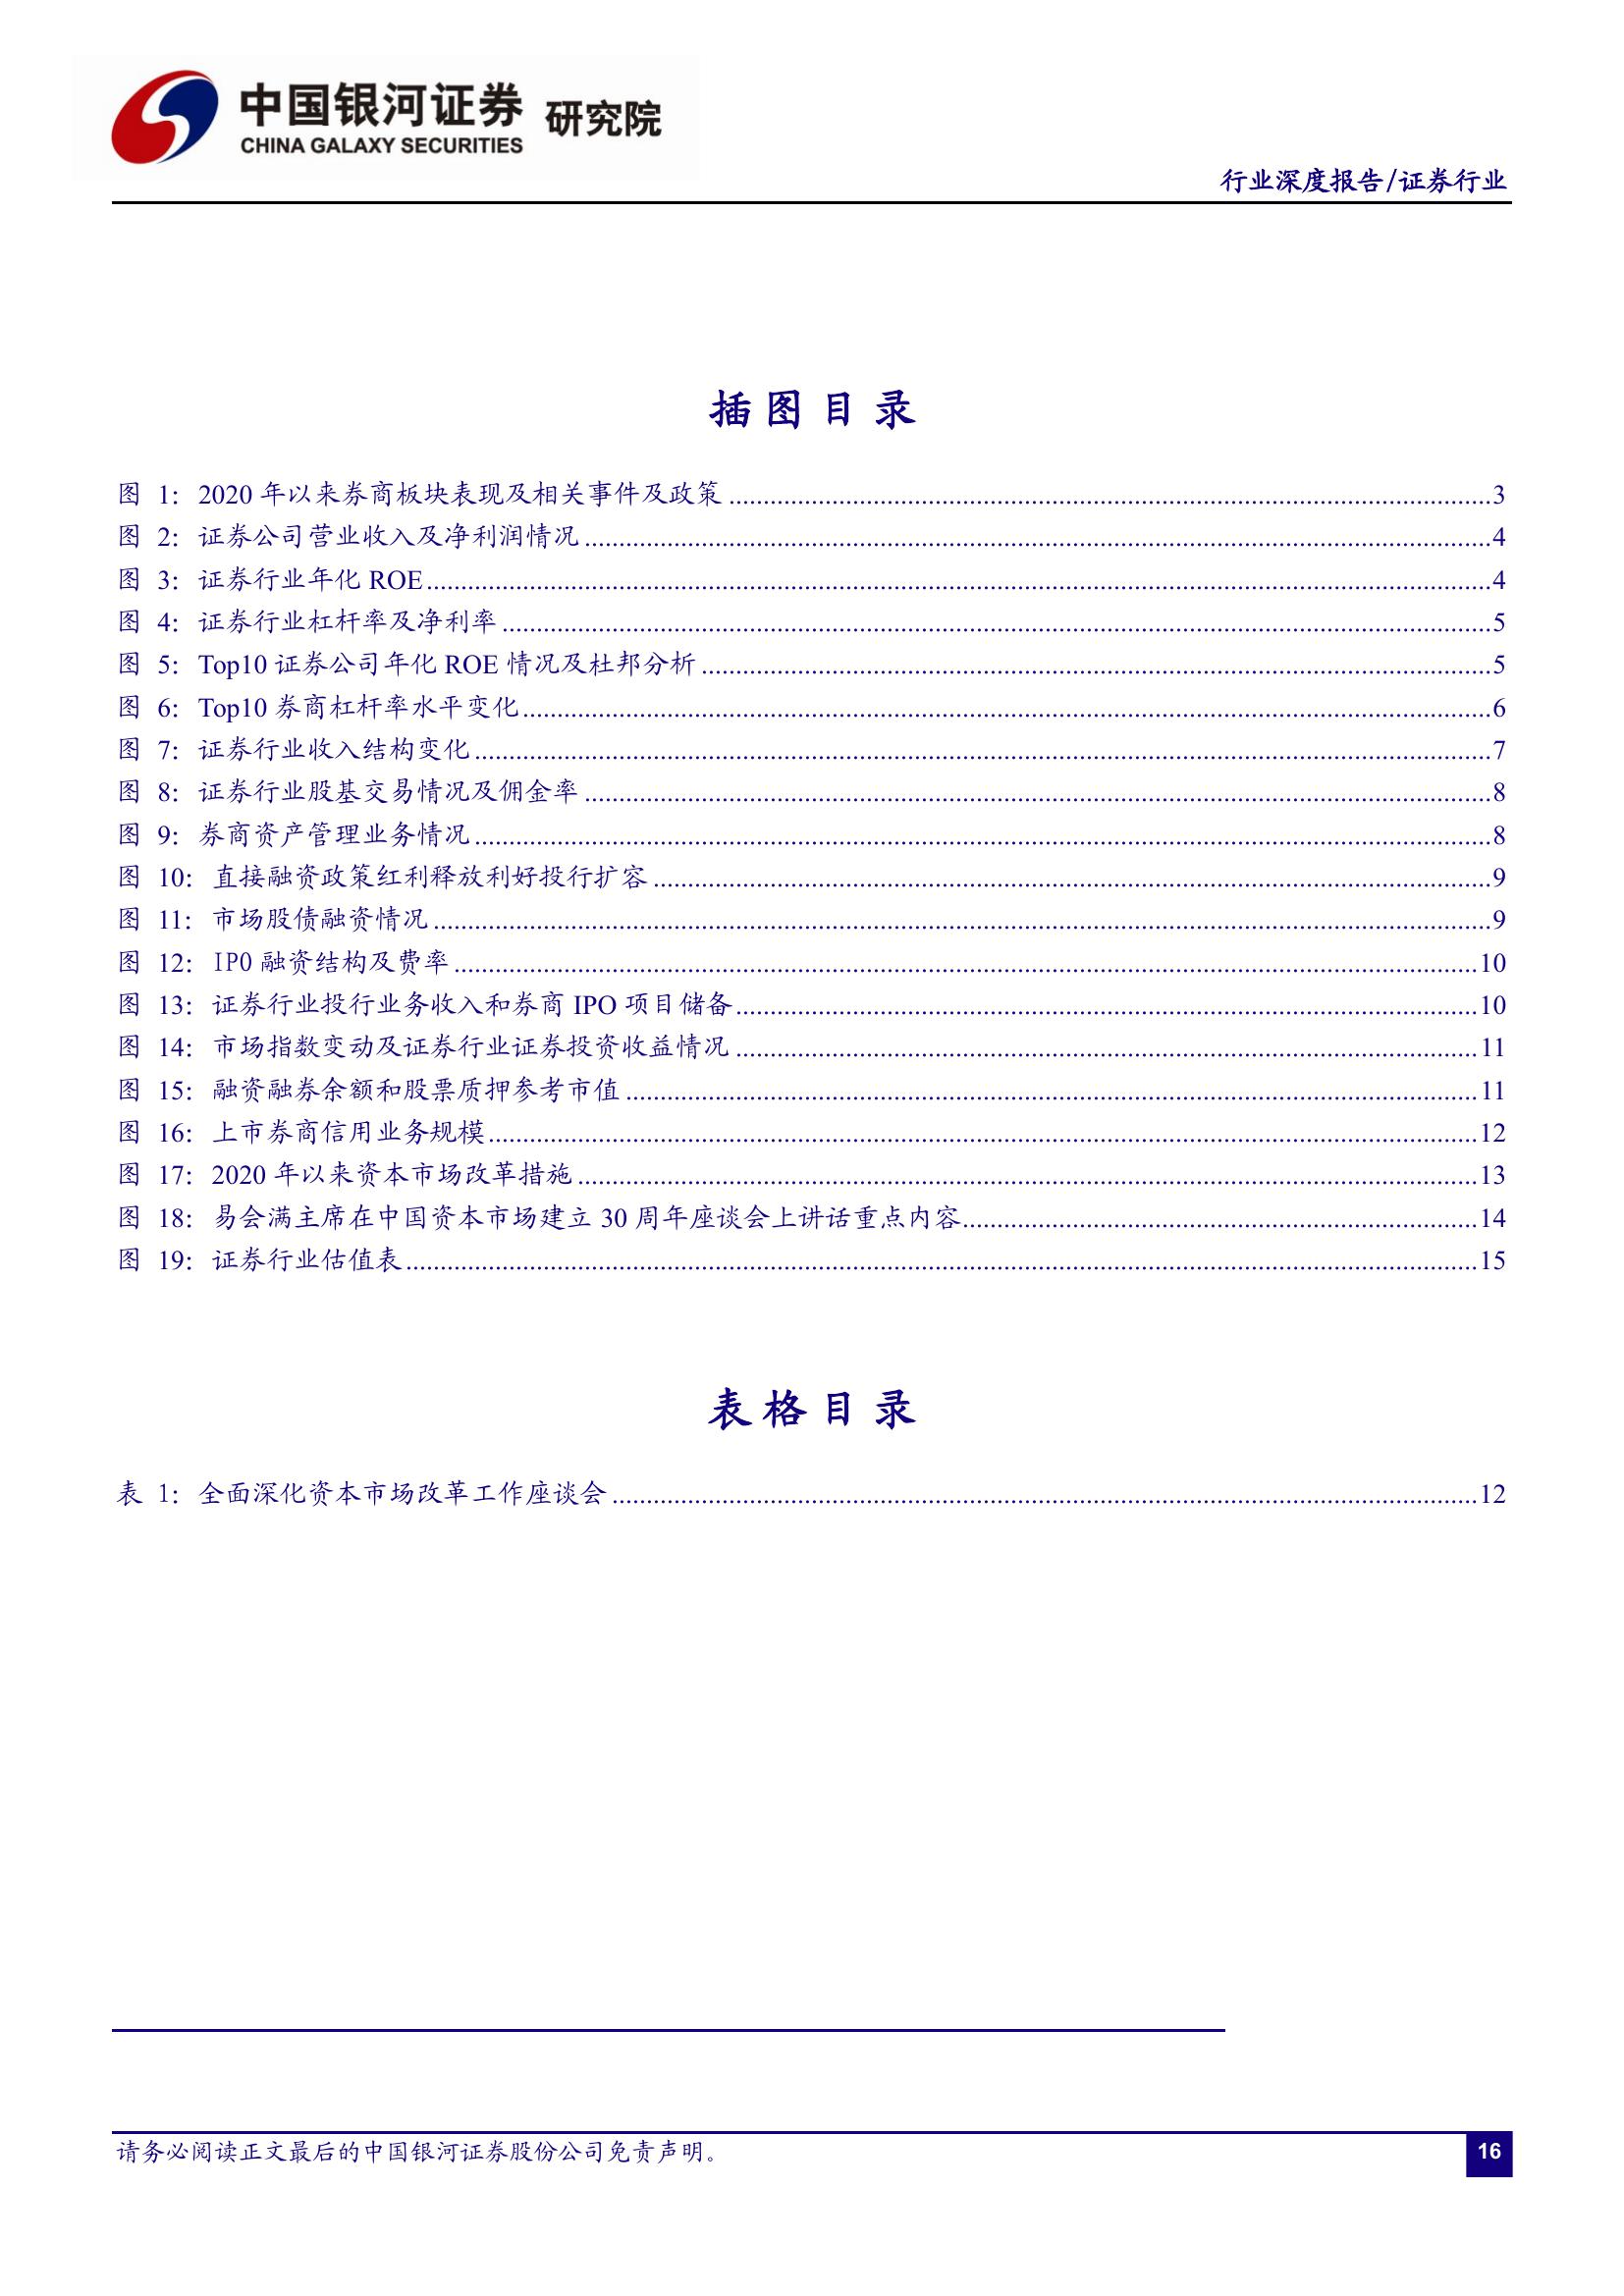 中国银河证券 研究院
CHINA GALAXY SECURITIES
行业深度报告/证券行业
插图目录
图 1：2020 年以来券商板块表现及相关事件及政策 3
图 2：证券公司营业收入及净利润情况 4
图 3：证券行业年化 ROE 4
图 4：证券行业杠杆率及净利率 5
图 5：Top10 证券公司年化 ROE 情况及杜邦分析 5
图 6：Top10 券商杠杆率水平变化 6
图 7：证券行业收入结构变化 7
图 8：证券行业股基交易情况及佣金率 8
图 9：券商资产管理业务情况 8
图 10：直接融资政策红利释放利好投行扩容 9
图 11：市场股债融资情况 9
图 12：IPO 融资结构及费率 10
图 13：证券行业投行业务收入和券商 IPO 项目储备 10
图 14：市场指数变动及证券行业证券投资收益情况 11
图 15：融资融券余额和股票质押参考市值 11
图 16：上市券商信用业务规模 12
图 17：2020 年以来资本市场改革措施 13
图 18：易会满主席在中国资本市场建立 30 周年座谈会上讲话重点内容 14
图 19：证券行业估值表 15
表格目录
表 1：全面深化资本市场改革工作座谈会 12
请务必阅读正文最后的中国银河证券股份公司免责声明。
16